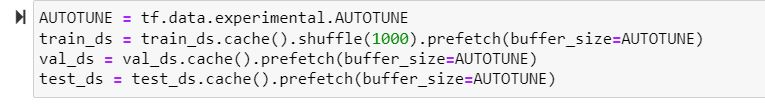 AUTOTUNE = tf.data.experimental.AUTOTUNE
train_ds = train_ds.cache().shuffle(1000).prefetch(buffer_size=AUTOTUNE)
val_ds = val_ds.cache().prefetch(buffer_size=AUTOTUNE)
test_ds = test_ds.cache().prefetch(buffer_size=AUTOTUNE)